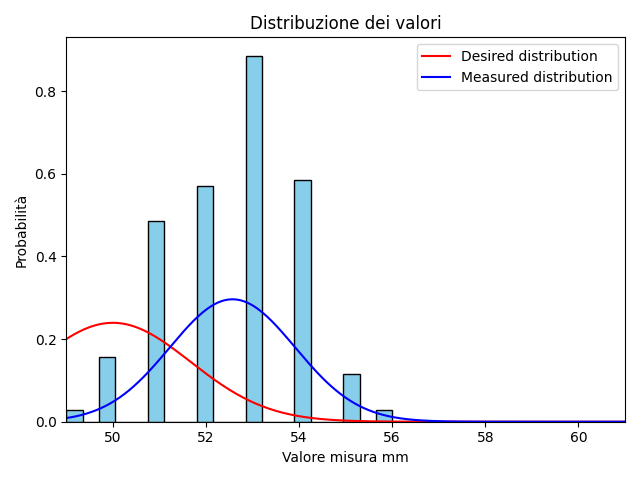 Distribuzione dei valori
Desired distribution
Measured distribution
Probabilità
0.8
0.6
0.4
0.2
0.0
50 52 54 56 58 60
Valore misura mm